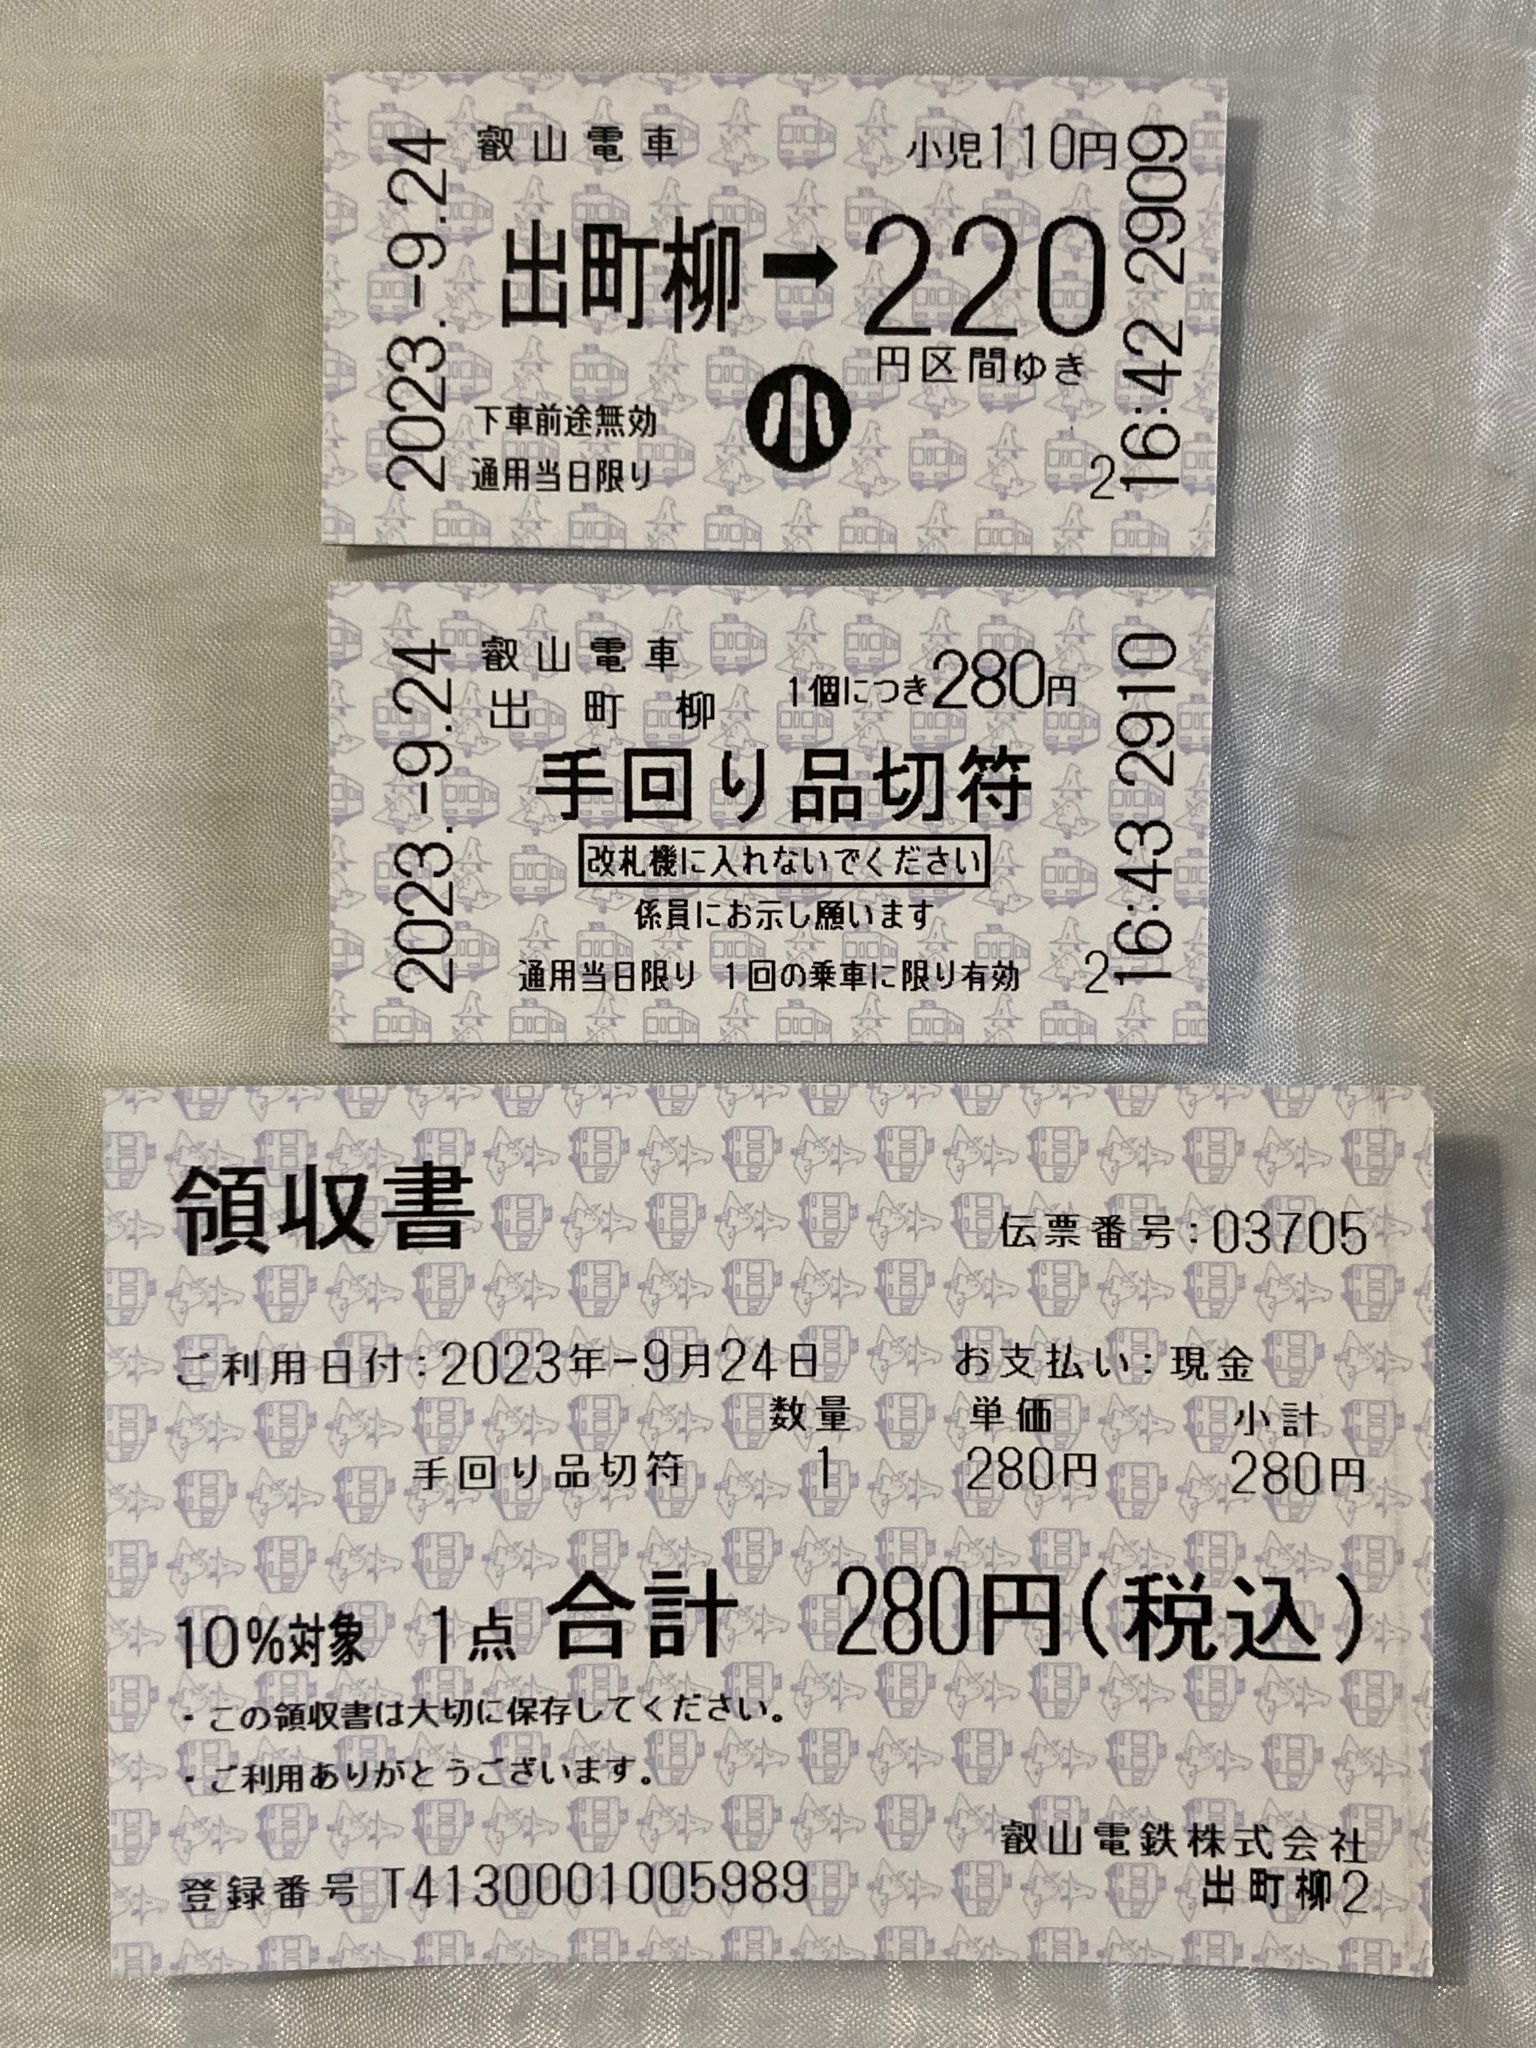 2023.-9.24
叡山電車
小児110円
出町柳➡220
円区間ゆき
小
下車前途無効
通用当日限り
2
16:42 2909
2023.-9.24
叡山電車
出町柳
1個につき280円
手回り品切符
改札機に入れないでください
係員にお示し願います
通用当日限り 1回の乗車に限り有効
2
16:43 2910
領収書
伝票番号:03705
ご利用日付:2023年-9月24日 お支払い:現金
数量 単価 小計
手回り品切符 1 280円 280円
10%対象 1点 合計 280円(税込)
・この領収書は大切に保存してください。
・ご利用ありがとうございます。
叡山電鉄株式会社
登録番号 T4130001005989 出町柳2